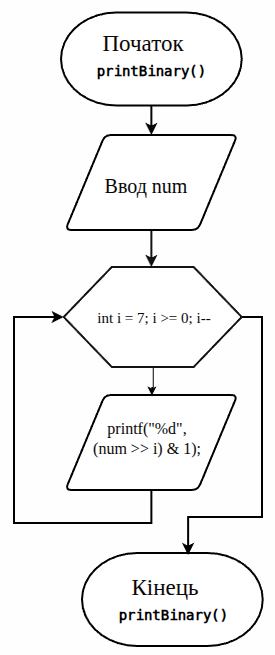 Початок
printBinary()
Ввод num
int i = 7; i >= 0; i--
printf("%d",
(num >> i) & 1);
Кінець
printBinary()